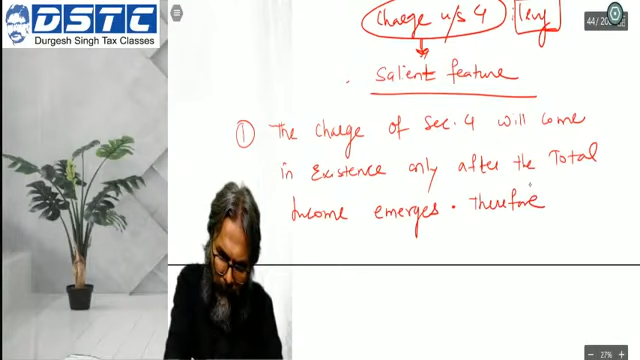 DSTC
Durgesh Singh Tax Classes
44/20
Charge u/s 4 : levy
Salient feature
① The Charge of Sec. 4 will come
in Existence only after the Total
Income emerges. Therefore
27%